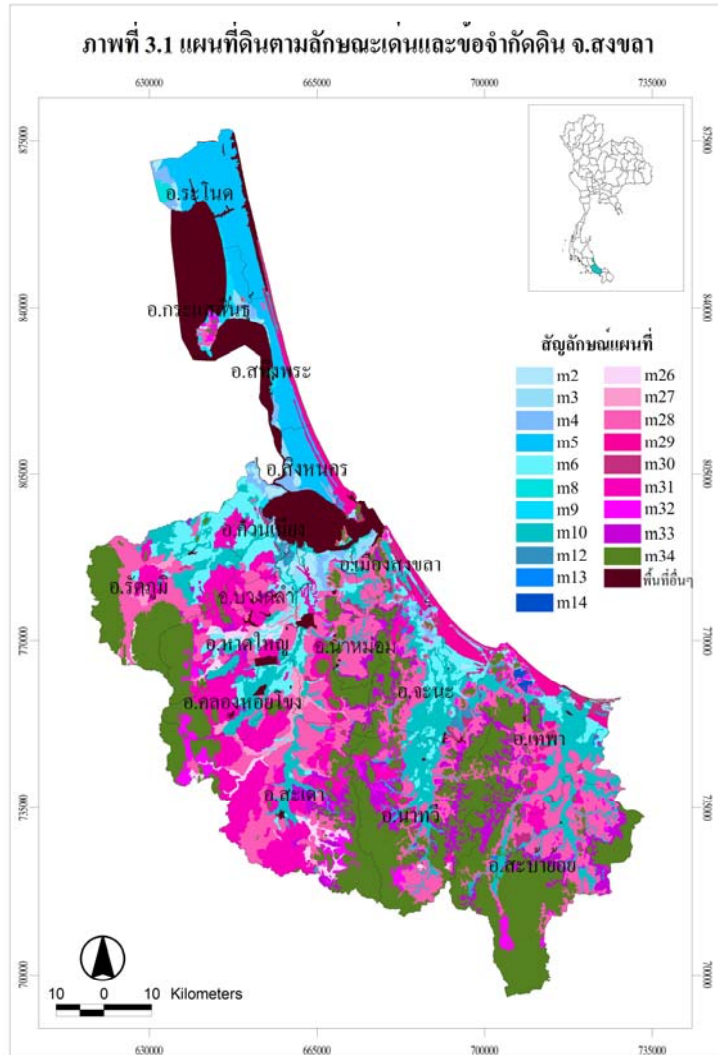 ภาพที่ 3.1 แผนที่ดินตามลักษณะเด่นและข้อจำกัดดิน จ.สงขลา
630000 665000 700000 735000
875000 875000
840000 840000
805000 805000
770000 770000
735000 735000
700000 700000
อ.ระโนด
อ.กระแสสินธุ์
อ.สทิงพระ
อ.สิงหนคร
อ.ควนเนียง
อ.เมืองสงขลา
อ.รัตภูมิ
อ.บางกล่ำ
อ.หาดใหญ่
อ.นาหม่อม
อ.จะนะ
อ.คลองหอยโข่ง
อ.เทพา
อ.สะเดา
อ.นาทวี
อ.สะบ้าย้อย
สัญลักษณ์แผนที่
m2 m26
m3 m27
m4 m28
m5 m29
m6 m30
m8 m31
m9 m32
m10 m33
m12 m34
m13 พื้นที่อื่นๆ
m14
10 0 10 Kilometers
630000 665000 700000 735000